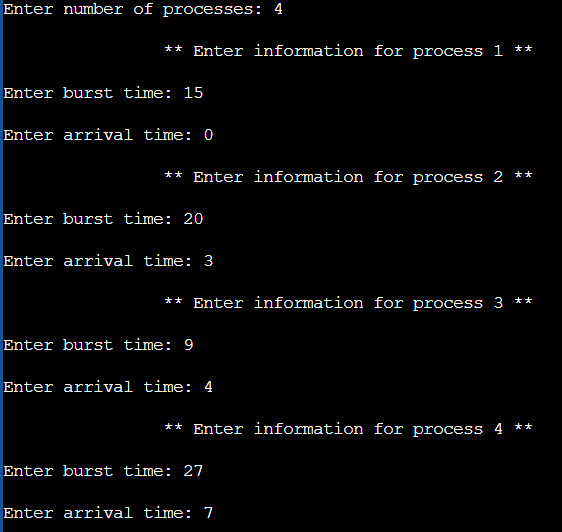 Enter number of processes: 4
** Enter information for process 1 **
Enter burst time: 15
Enter arrival time: 0
** Enter information for process 2 **
Enter burst time: 20
Enter arrival time: 3
** Enter information for process 3 **
Enter burst time: 9
Enter arrival time: 4
** Enter information for process 4 **
Enter burst time: 27
Enter arrival time: 7